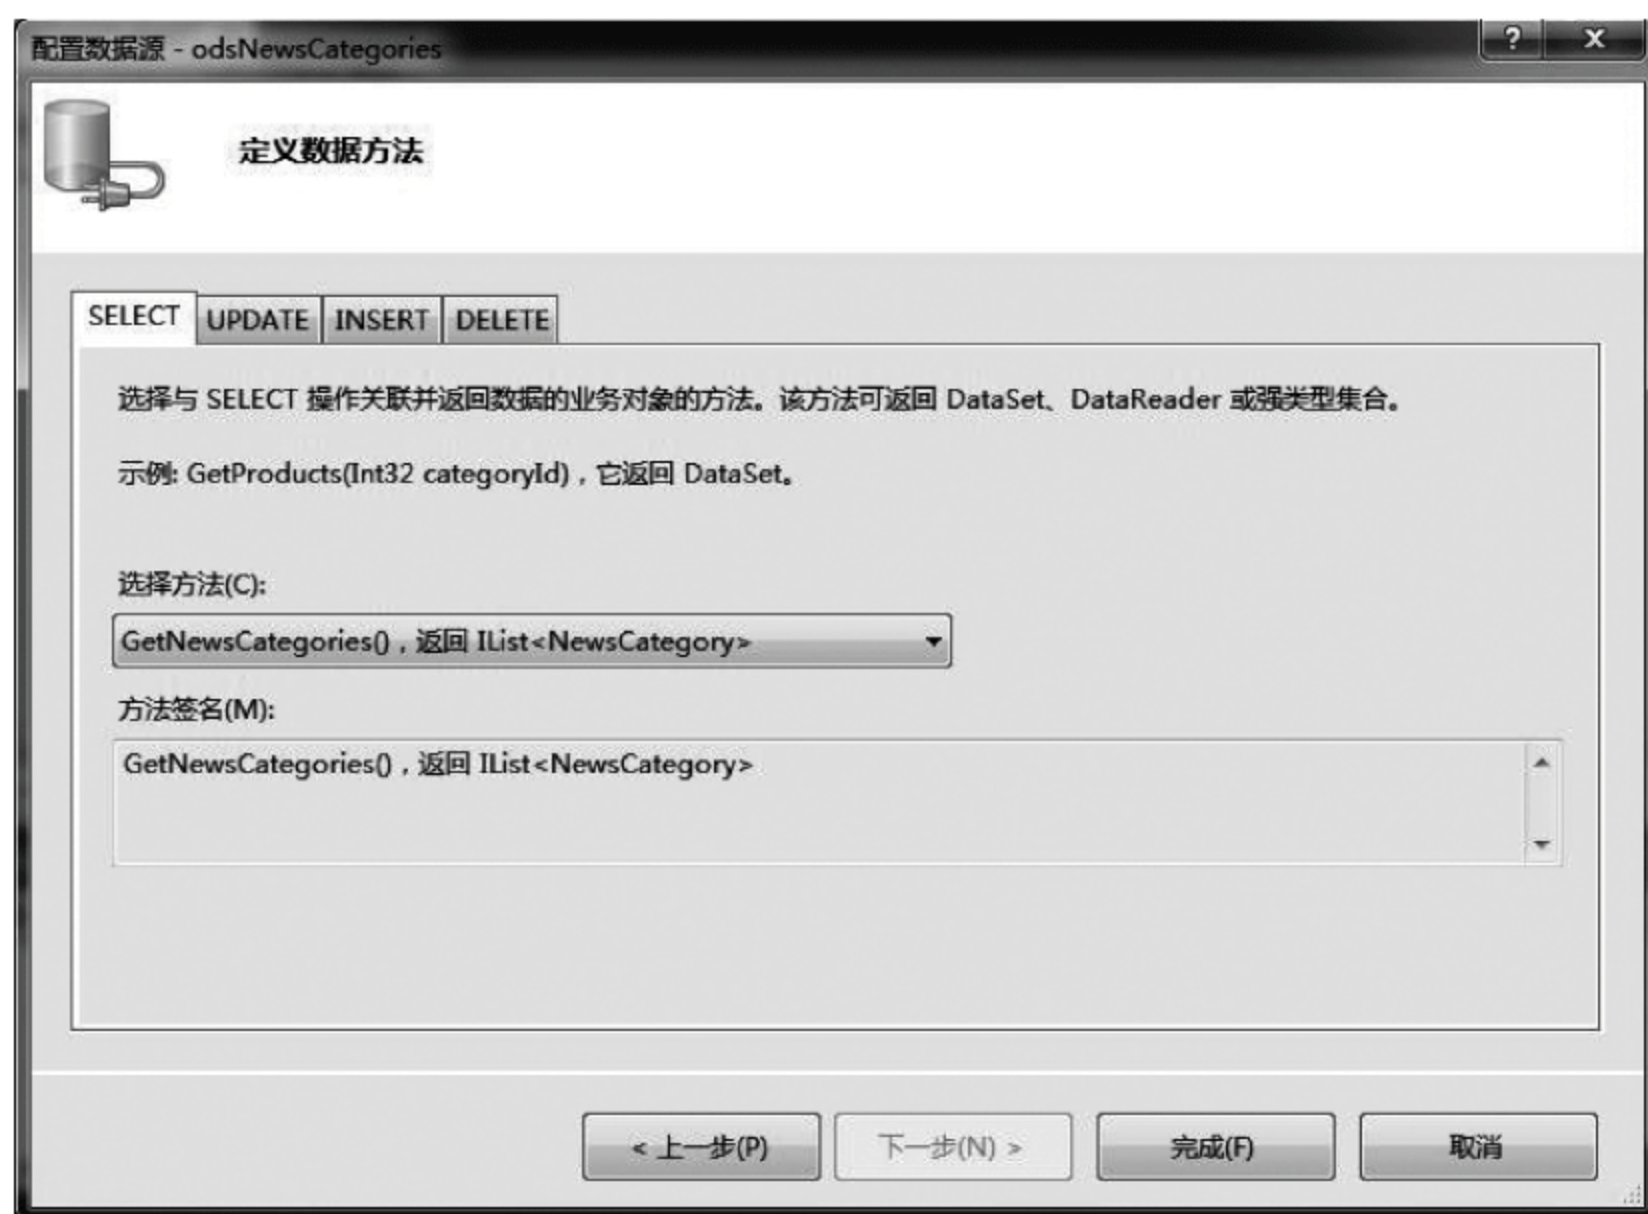 配置数据源 - odsNewsCategories
? x
定义数据方法
SELECT UPDATE INSERT DELETE
选择与 SELECT 操作关联并返回数据的业务对象的方法。该方法可返回 DataSet、DataReader 或强类型集合。
示例: GetProducts(Int32 categoryId)，它返回 DataSet。
选择方法(C):
GetNewsCategories()，返回 IList<NewsCategory>
方法签名(M):
GetNewsCategories()，返回 IList<NewsCategory>
< 上一步(P) 下一步(N) > 完成(F) 取消